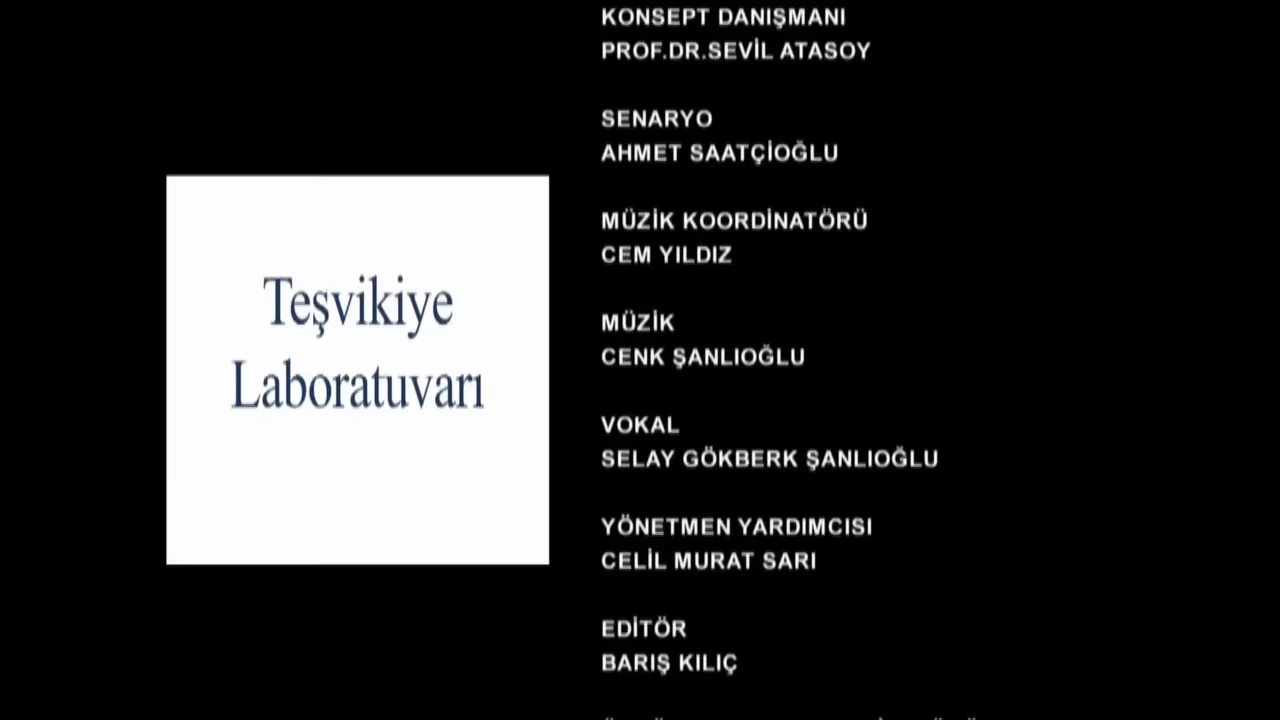 Teşvikiye
Laboratuvarı
KONSEPT DANIŞMANI
PROF.DR.SEVİL ATASOY
SENARYO
AHMET SAATÇİOĞLU
MÜZİK KOORDİNATÖRÜ
CEM YILDIZ
MÜZİK
CENK ŞANLIOĞLU
VOKAL
SELAY GÖKBERK ŞANLIOĞLU
YÖNETMEN YARDIMCISI
CELİL MURAT SARI
EDİTÖR
BARIŞ KILIÇ